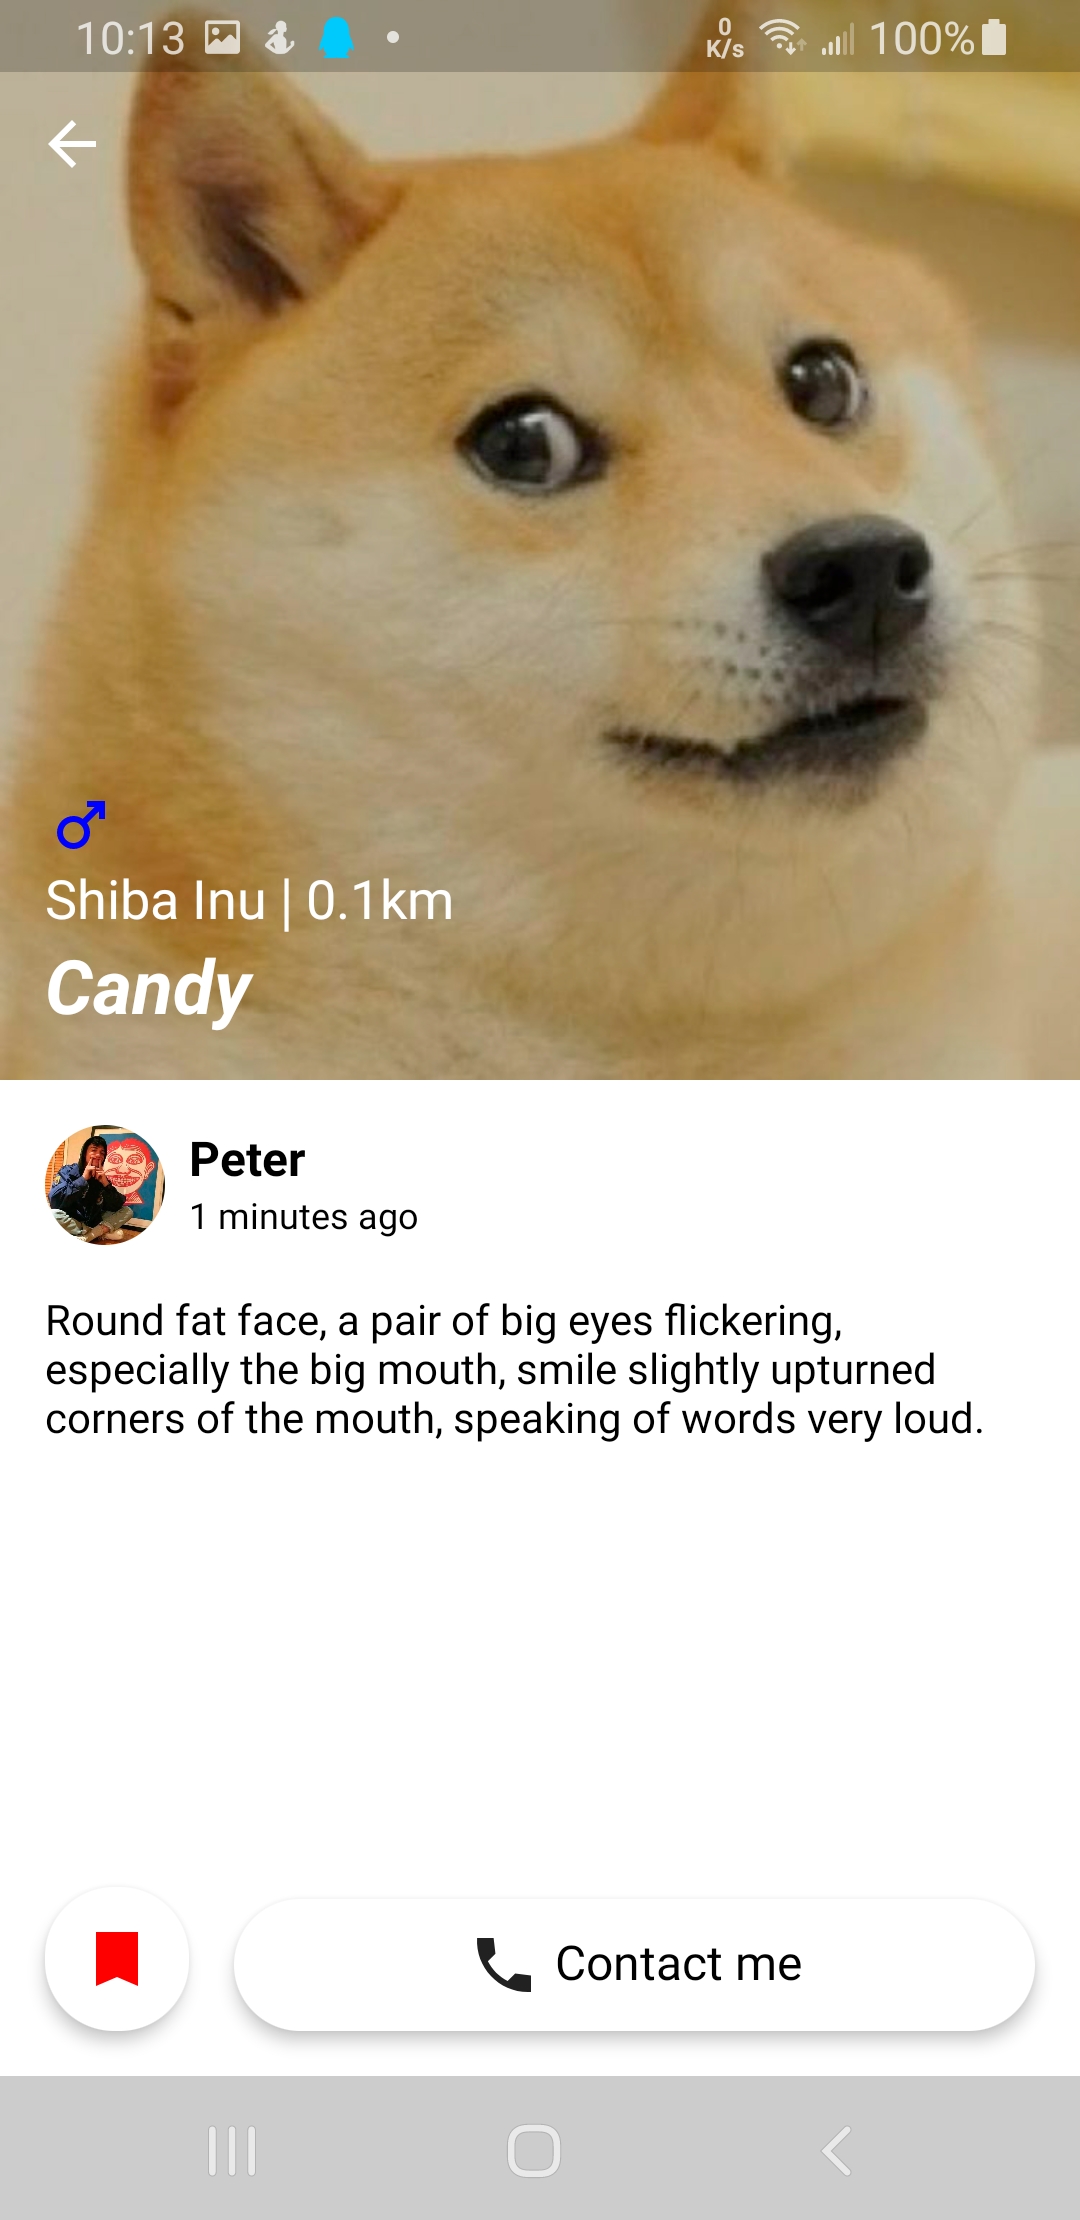 10:13
0
K/s
100%
Shiba Inu | 0.1km
Candy
Peter
1 minutes ago
Round fat face, a pair of big eyes flickering,
especially the big mouth, smile slightly upturned
corners of the mouth, speaking of words very loud.
Contact me